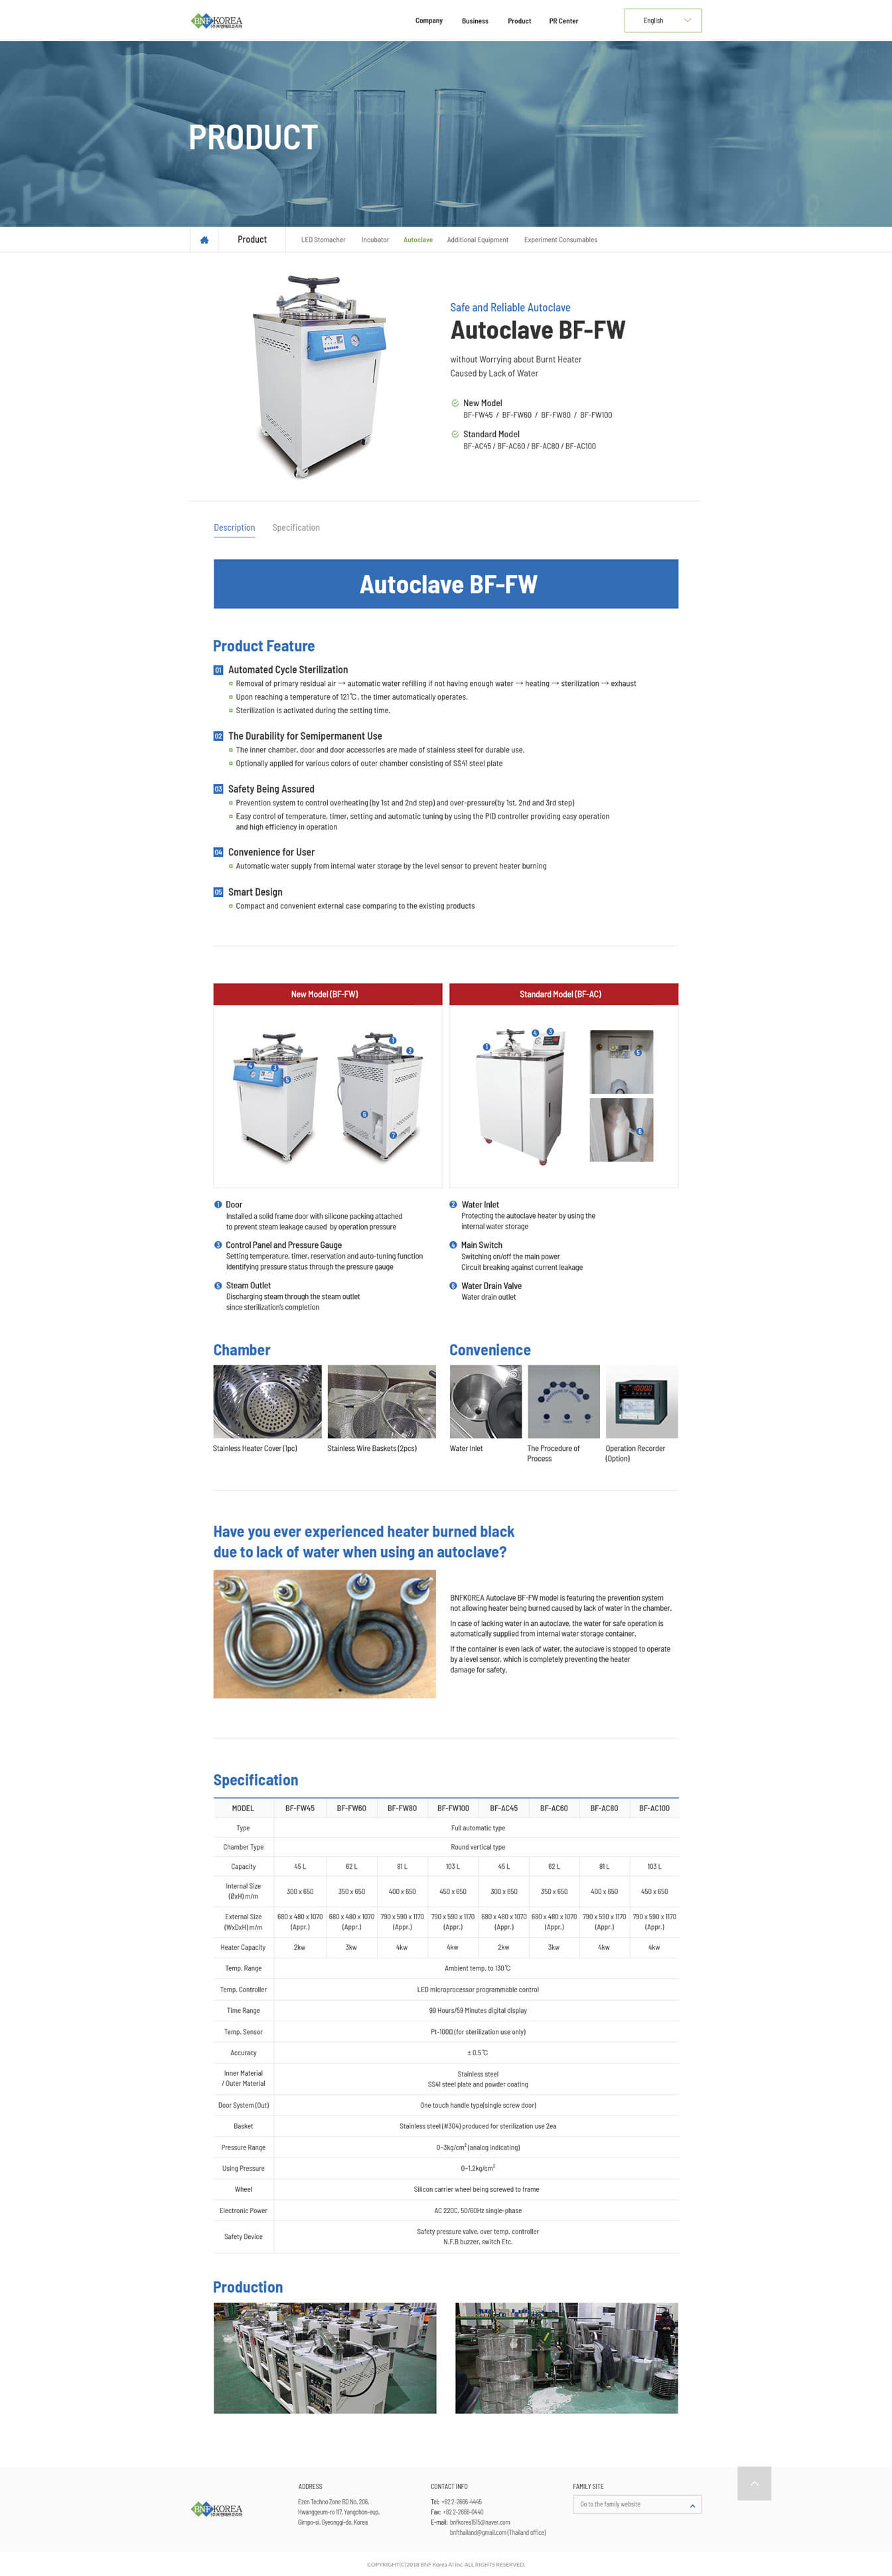 BNF KOREA
Company Business Product PR Center English
PRODUCT
Product LED Stomacher Incubator Autoclave Additional Equipment Experiment Consumables
Safe and Reliable Autoclave
Autoclave BF-FW
without Worrying about Burnt Heater
Caused by Lack of Water
New Model
BF-FW45 / BF-FW60 / BF-FW80 / BF-FW100
Standard Model
BF-AC45 / BF-AC60 / BF-AC80 / BF-AC100
Description Specification
Autoclave BF-FW
Product Feature
01 Automated Cycle Sterilization
Removal of primary residual air → automatic water refilling if not having enough water → heating → sterilization → exhaust
Upon reaching a temperature of 121℃, the timer automatically operates.
Sterilization is activated during the setting time.
02 The Durability for Semipermanent Use
The inner chamber, door and door accessories are made of stainless steel for durable use.
Optionally applied for various colors of outer chamber consisting of SS41 steel plate
03 Safety Being Assured
Prevention system to control overheating (by 1st and 2nd step) and over-pressure(by 1st, 2nd and 3rd step)
Easy control of temperature, timer, setting and automatic tuning by using the PID controller providing easy operation
and high efficiency in operation
04 Convenience for User
Automatic water supply from internal water storage by the level sensor to prevent heater burning
05 Smart Design
Compact and convenient external case comparing to the existing products
New Model (BF-FW) Standard Model (BF-AC)
1 Door
Installed a solid frame door with silicone packing attached
to prevent steam leakage caused by operation pressure
2 Water Inlet
Protecting the autoclave heater by using the
internal water storage
3 Control Panel and Pressure Gauge
Setting temperature, timer, reservation and auto-tuning function
Identifying pressure status through the pressure gauge
4 Main Switch
Switching on/off the main power
Circuit breaking against current leakage
5 Steam Outlet
Discharging steam through the steam outlet
since sterilization's completion
6 Water Drain Valve
Water drain outlet
Chamber
Stainless Heater Cover (1pc) Stainless Wire Baskets (2pcs)
Convenience
Water Inlet
The Procedure of
Process
Operation Recorder
(Option)
Have you ever experienced heater burned black
due to lack of water when using an autoclave?
BNFKOREA Autoclave BF-FW model is featuring the prevention system
not allowing heater being burned caused by lack of water in the chamber.
In case of lacking water in an autoclave, the water for safe operation is
automatically supplied from internal water storage container.
If the container is even lack of water, the autoclave is stopped to operate
by a level sensor, which is completely preventing the heater
damage for safety.
Specification
MODEL BF-FW45 BF-FW60 BF-FW80 BF-FW100 BF-AC45 BF-AC60 BF-AC80 BF-AC100
Type Full automatic type
Chamber Type Round vertical type
Capacity 45 L 62 L 81 L 103 L 45 L 62 L 81 L 103 L
Internal Size
(ØxH) m/m
300 x 650 350 x 650 400 x 650 450 x 650 300 x 650 350 x 650 400 x 650 450 x 650
External Size
(WxDxH) m/m
680 x 480 x 1070 680 x 480 x 1070 790 x 590 x 1170 790 x 590 x 1170 680 x 480 x 1070 680 x 480 x 1070 790 x 590 x 1170 790 x 590 x 1170
(Appr.) (Appr.) (Appr.) (Appr.) (Appr.) (Appr.) (Appr.) (Appr.)
Heater Capacity 2kw 3kw 4kw 4kw 2kw 3kw 4kw 4kw
Temp. Range Ambient temp. to 130℃
Temp. Controller LED microprocessor programmable control
Time Range 99 Hours/59 Minutes digital display
Temp. Sensor Pt-100Ω (for sterilization use only)
Accuracy ± 0.5℃
Inner Material
/ Outer Material
Stainless steel
SS41 steel plate and powder coating
Door System (Out) One touch handle type(single screw door)
Basket Stainless steel (#304) produced for sterilization use 2ea
Pressure Range 0~3kg/cm² (analog indicating)
Using Pressure 0~1.2kg/cm²
Wheel Silicon carrier wheel being screwed to frame
Electronic Power AC 220C, 50/60Hz single-phase
Safety Device
Safety pressure valve, over temp. controller
N.F.B buzzer, switch Etc.
Production
BNF KOREA
ADDRESS
Ezen Techno Zone BD No. 206,
Hwanggeum-ro 117, Yangchon-eup,
Gimpo-si, Gyeonggi-do, Korea
CONTACT INFO
Tel: +82 2-2666-4445
Fax: +82 2-2666-0440
E-mail: bnfkorea1515@naver.com
bnfthailand@gmail.com (Thailand office)
FAMILY SITE
Go to the family website
COPYRIGHT(C)2018 BNF Korea AI Inc. ALL RIGHTS RESERVED.